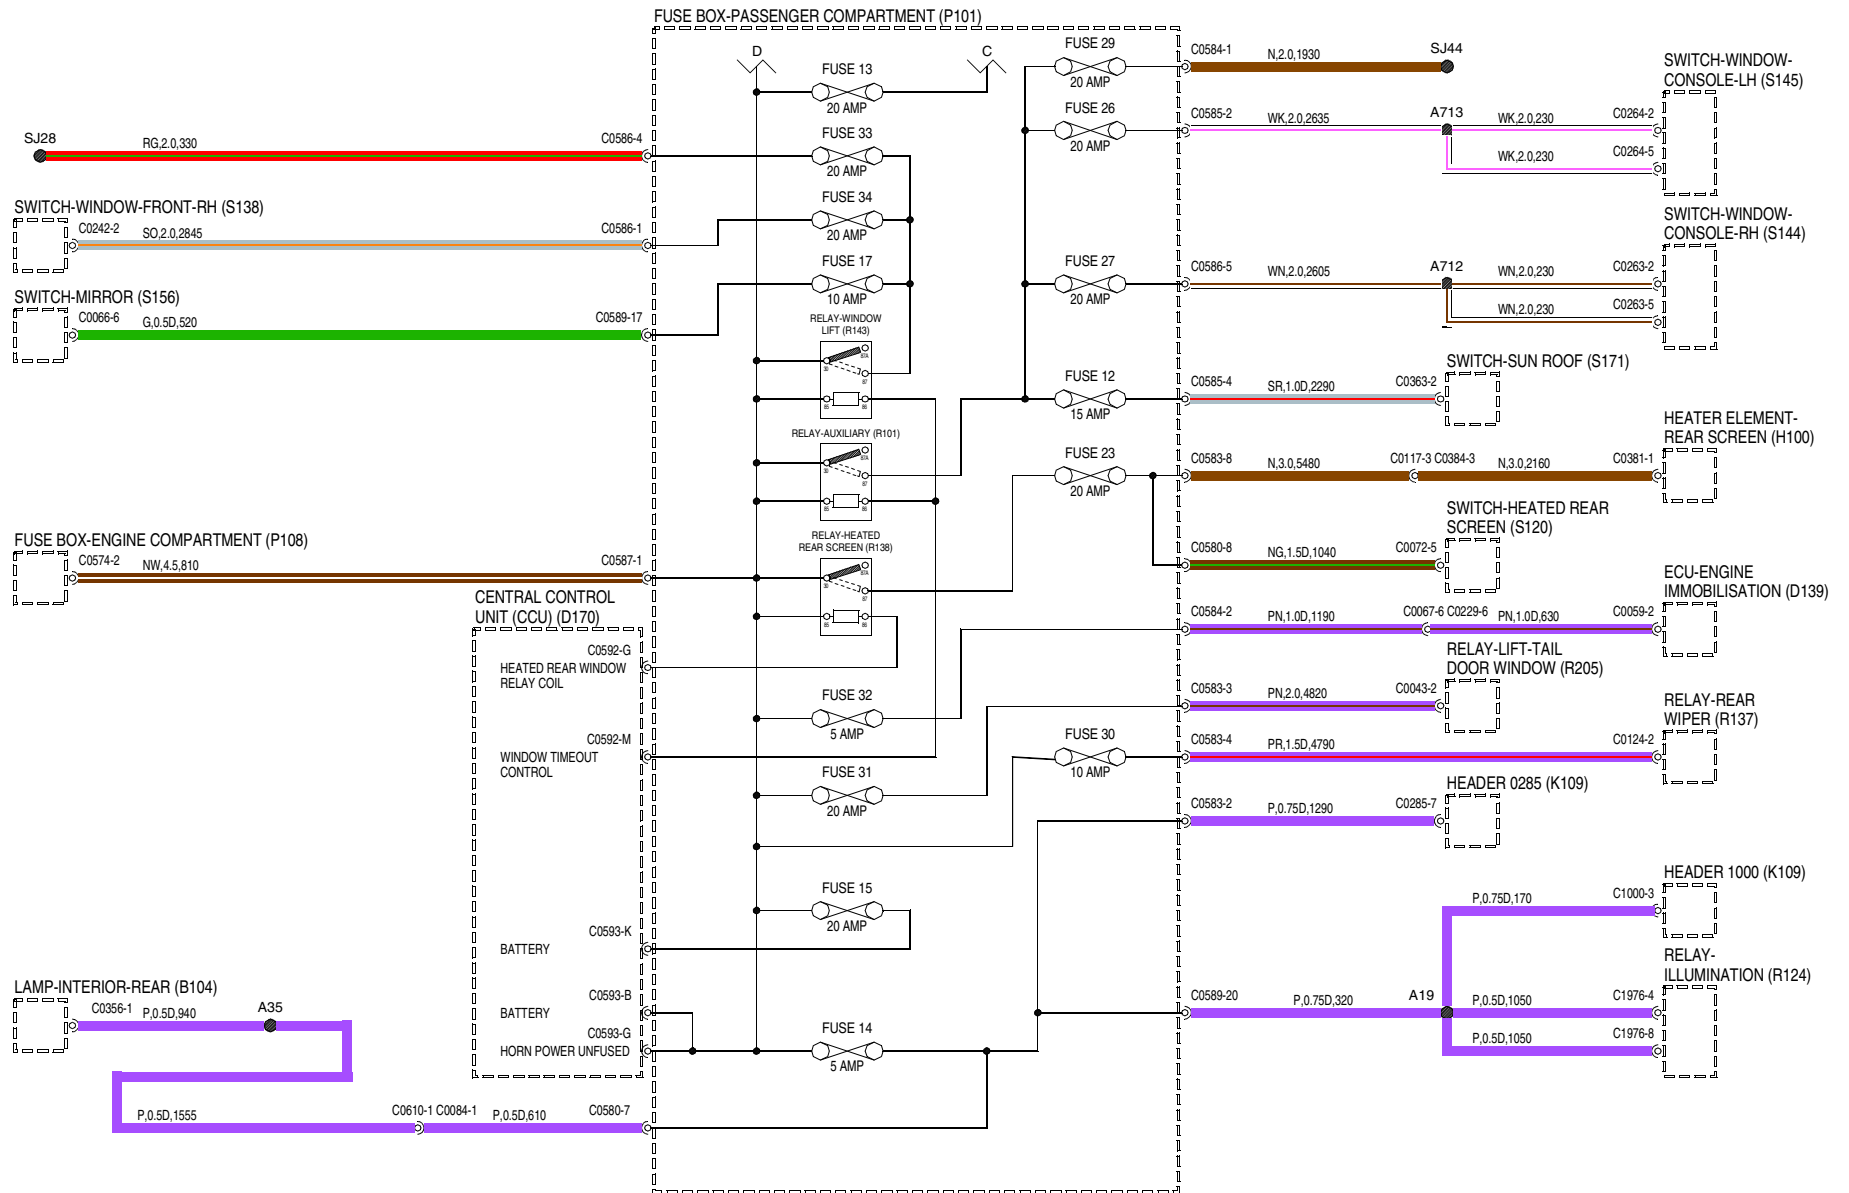 FUSE BOX-PASSENGER COMPARTMENT (P101)
D
C
FUSE 13
20 AMP
FUSE 33
20 AMP
FUSE 34
20 AMP
FUSE 17
10 AMP
RELAY-WINDOW
LIFT (R143)
30
87A
87
85
86
RELAY-AUXILIARY (R101)
30
87A
87
85
86
RELAY-HEATED
REAR SCREEN (R138)
30
87A
87
85
86
FUSE 32
5 AMP
FUSE 31
20 AMP
FUSE 15
20 AMP
FUSE 14
5 AMP
FUSE 29
20 AMP
FUSE 26
20 AMP
FUSE 27
20 AMP
FUSE 12
15 AMP
FUSE 23
20 AMP
FUSE 30
10 AMP
SJ28
RG,2.0,330
C0586-4
SWITCH-WINDOW-FRONT-RH (S138)
C0242-2
SO,2.0,2845
C0586-1
SWITCH-MIRROR (S156)
C0066-6
G,0.5D,520
C0589-17
FUSE BOX-ENGINE COMPARTMENT (P108)
C0574-2
NW,4.5,810
C0587-1
CENTRAL CONTROL
UNIT (CCU) (D170)
C0592-G
HEATED REAR WINDOW
RELAY COIL
C0592-M
WINDOW TIMEOUT
CONTROL
C0593-K
BATTERY
C0593-B
BATTERY
C0593-G
HORN POWER UNFUSED
LAMP-INTERIOR-REAR (B104)
C0356-1
P,0.5D,940
A35
P,0.5D,1555
C0610-1 C0084-1
P,0.5D,610
C0580-7
C0584-1
N,2.0,1930
SJ44
SWITCH-WINDOW-
CONSOLE-LH (S145)
C0585-2
WK,2.0,2635
A713
WK,2.0,230
C0264-2
WK,2.0,230
C0264-5
SWITCH-WINDOW-
CONSOLE-RH (S144)
C0586-5
WN,2.0,2605
A712
WN,2.0,230
C0263-2
WN,2.0,230
C0263-5
SWITCH-SUN ROOF (S171)
C0585-4
SR,1.0D,2290
C0363-2
HEATER ELEMENT-
REAR SCREEN (H100)
C0583-8
N,3.0,5480
C0117-3 C0384-3
N,3.0,2160
C0381-1
SWITCH-HEATED REAR
SCREEN (S120)
C0580-8
NG,1.5D,1040
C0072-5
ECU-ENGINE
IMMOBILISATION (D139)
C0584-2
PN,1.0D,1190
C0067-6 C0229-6
PN,1.0D,630
C0059-2
RELAY-LIFT-TAIL
DOOR WINDOW (R205)
C0583-3
PN,2.0,4820
C0043-2
RELAY-REAR
WIPER (R137)
C0583-4
PR,1.5D,4790
C0124-2
HEADER 0285 (K109)
C0583-2
P,0.75D,1290
C0285-7
HEADER 1000 (K109)
P,0.75D,170
C1000-3
RELAY-
ILLUMINATION (R124)
C0589-20
P,0.75D,320
A19
P,0.5D,1050
C1976-4
P,0.5D,1050
C1976-8